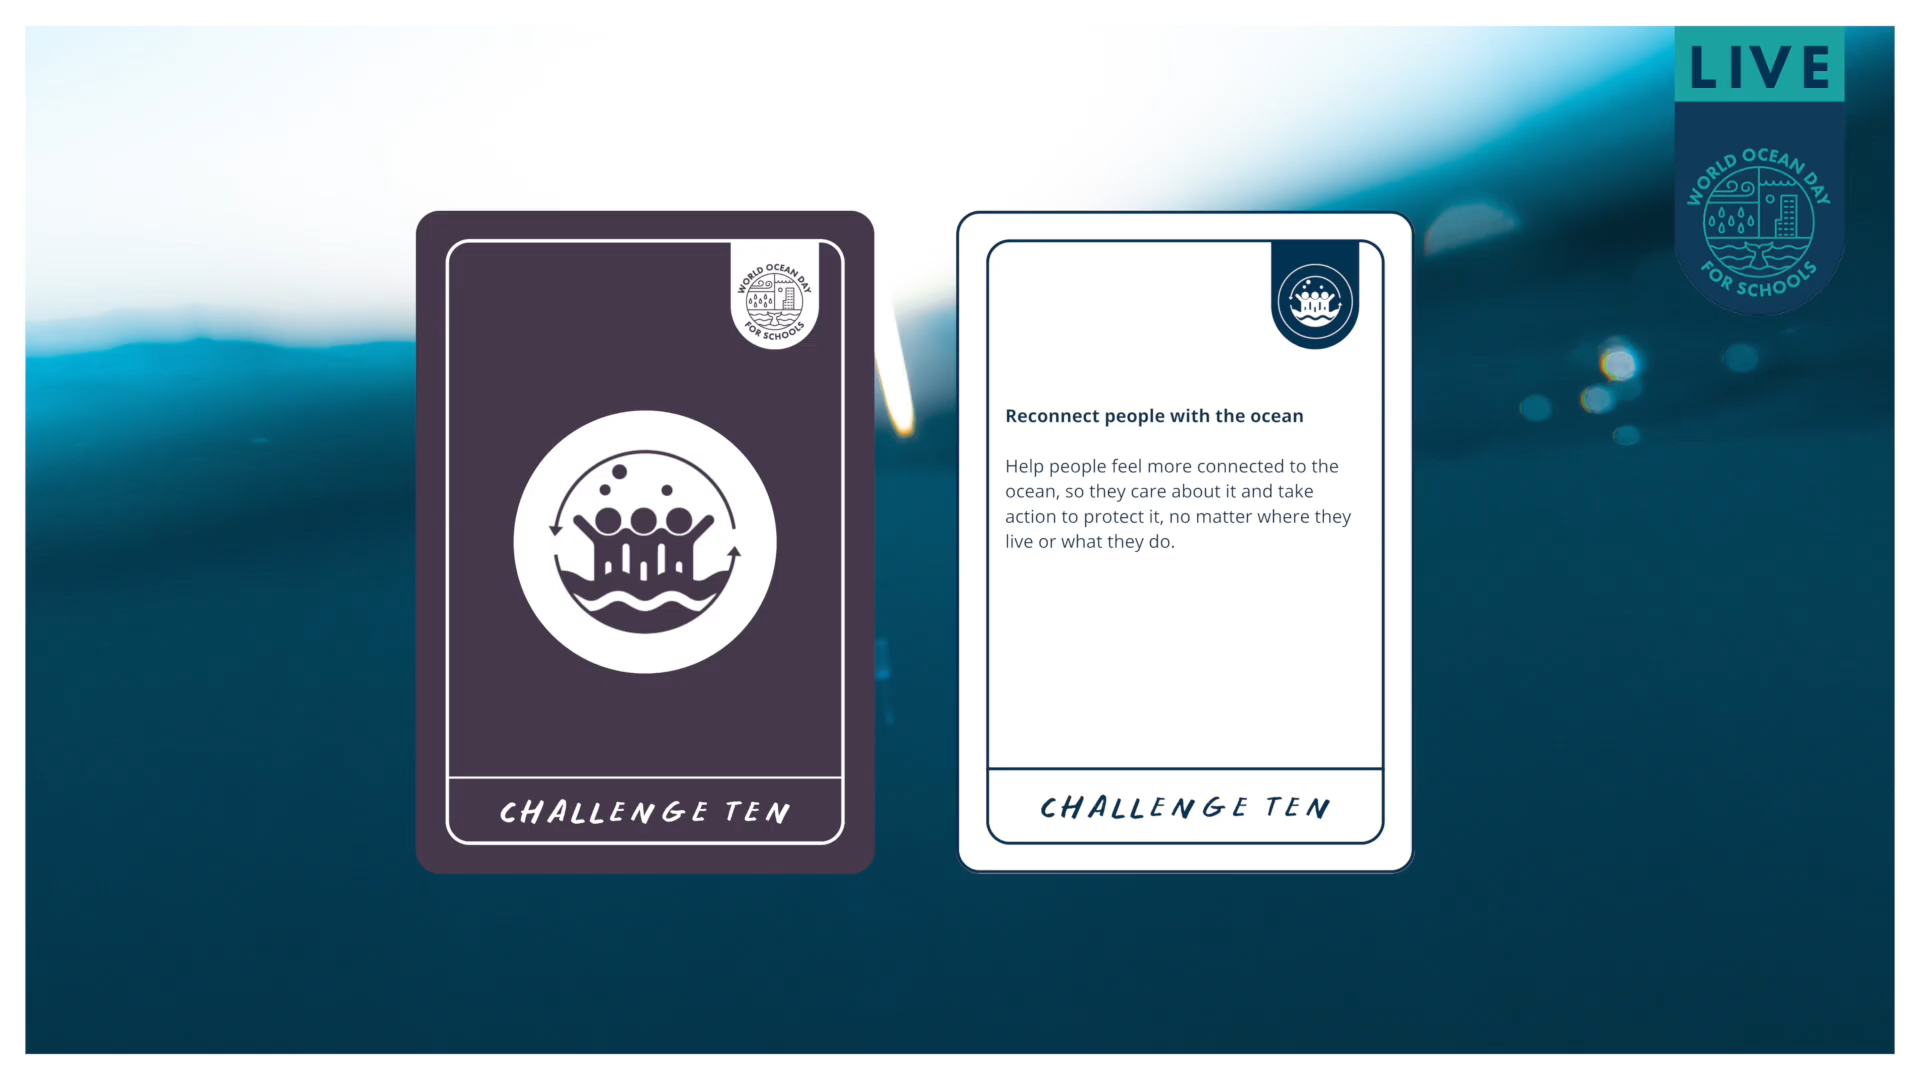 LIVE
WORLD OCEAN DAY
FOR SCHOOLS
WORLD OCEAN DAY
FOR SCHOOLS
CHALLENGE TEN
Reconnect people with the ocean
Help people feel more connected to the
ocean, so they care about it and take
action to protect it, no matter where they
live or what they do.
CHALLENGE TEN